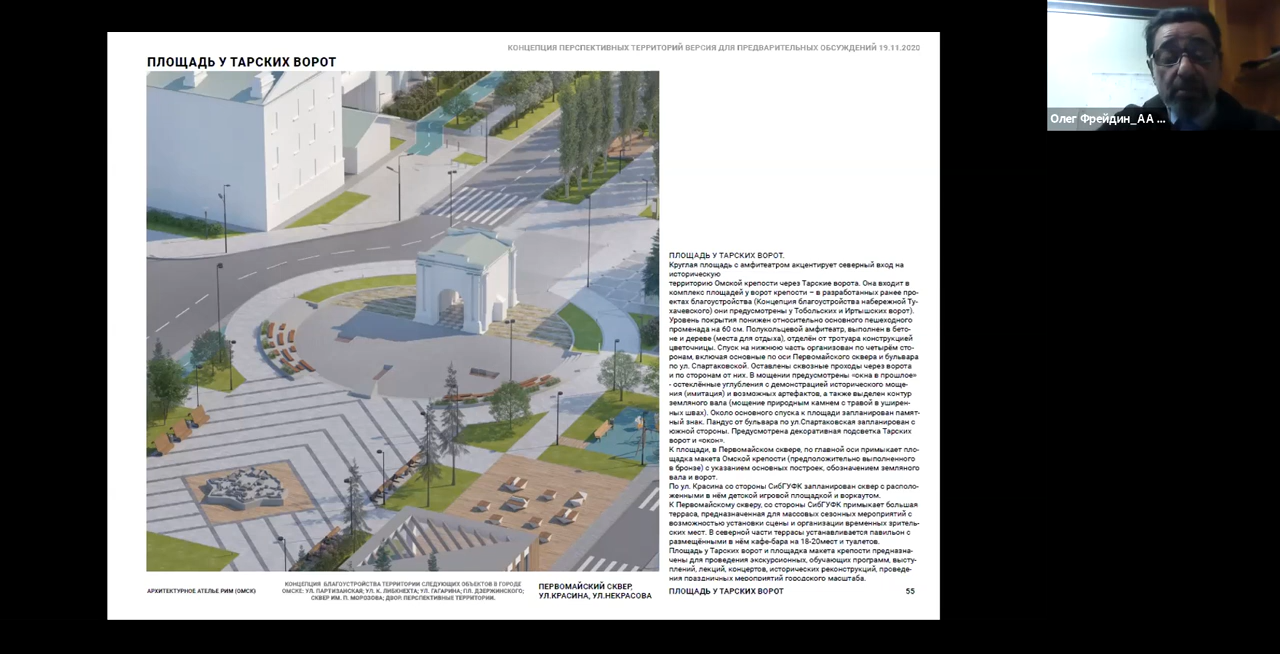 КОНЦЕПЦИЯ ПЕРСПЕКТИВНЫХ ТЕРРИТОРИЙ ВЕРСИЯ ДЛЯ ПРЕДВАРИТЕЛЬНЫХ ОБСУЖДЕНИЙ 19.11.2020
ПЛОЩАДЬ У ТАРСКИХ ВОРОТ
Олег Фрейдин_АА ...
ПЛОЩАДЬ У ТАРСКИХ ВОРОТ.
Круглая площадь с амфитеатром акцентирует северный вход на
историческую
территорию Омской крепости через Тарские ворота. Она входит в
комплекс площадей у ворот крепости – в разработанных ранее про-
ектах благоустройства (Концепция благоустройства набережной Ту-
хачевского) они предусмотрены у Тобольских и Иртышских ворот).
Уровень покрытия понижен относительно основного пешеходного
променада на 60 см. Полукольцевой амфитеатр, выполнен в бето-
не и дереве (места для отдыха), отделён от тротуара конструкцией
цветочницы. Спуск на нижнюю часть организован по четырём сто-
ронам, включая основные по оси Первомайского сквера и бульвара
по ул. Спартаковской. Оставлены сквозные проходы через ворота
и по сторонам от них. В мощении предусмотрены «окна в прошлое»
- остеклённые углубления с демонстрацией исторического моще-
ния (имитация) и возможных артефактов, а также выделен контур
земляного вала (мощение природным камнем с травой в уширен-
ных швах). Около основного спуска к площади запланирован памят-
ный знак. Пандус от бульвара по ул.Спартаковская запланирован с
южной стороны. Предусмотрена декоративная подсветка Тарских
ворот и «окон».
К площади, в Первомайском сквере, по главной оси примыкает пло-
щадка макета Омской крепости (предположительно выполненного
в бронзе) с указанием основных построек, обозначением земляного
вала и ворот.
По ул. Красина со стороны СибГУФК запланирован сквер с располо-
женными в нём детской игровой площадкой и воркаутом.
К Первомайскому скверу, со стороны СибГУФК примыкает большая
терраса, предназначенная для массовых сезонных мероприятий с
возможностью установки сцены и организации временных зритель-
ских мест. В северной части террасы устанавливается павильон с
размещёнными в нём кафе-бара на 18-20мест и туалетов.
Площадь у Тарских ворот и площадка макета крепости предназна-
чены для проведения экскурсионных, обучающих программ, высту-
плений, лекций, концертов, исторических реконструкций, проведе-
ния праздничных мероприятий городского масштаба.
АРХИТЕКТУРНОЕ АТЕЛЬЕ РИМ (ОМСК)
КОНЦЕПЦИЯ БЛАГОУСТРОЙСТВА ТЕРРИТОРИИ СЛЕДУЮЩИХ ОБЪЕКТОВ В ГОРОДЕ
ОМСКЕ: УЛ. ПАРТИЗАНСКАЯ; УЛ. К. ЛИБКНЕХТА; УЛ. ГАГАРИНА; ПЛ. ДЗЕРЖИНСКОГО;
СКВЕР ИМ. П. МОРОЗОВА; ДВОР. ПЕРСПЕКТИВНЫЕ ТЕРРИТОРИИ.
ПЕРВОМАЙСКИЙ СКВЕР,
УЛ.КРАСИНА, УЛ.НЕКРАСОВА
ПЛОЩАДЬ У ТАРСКИХ ВОРОТ
55